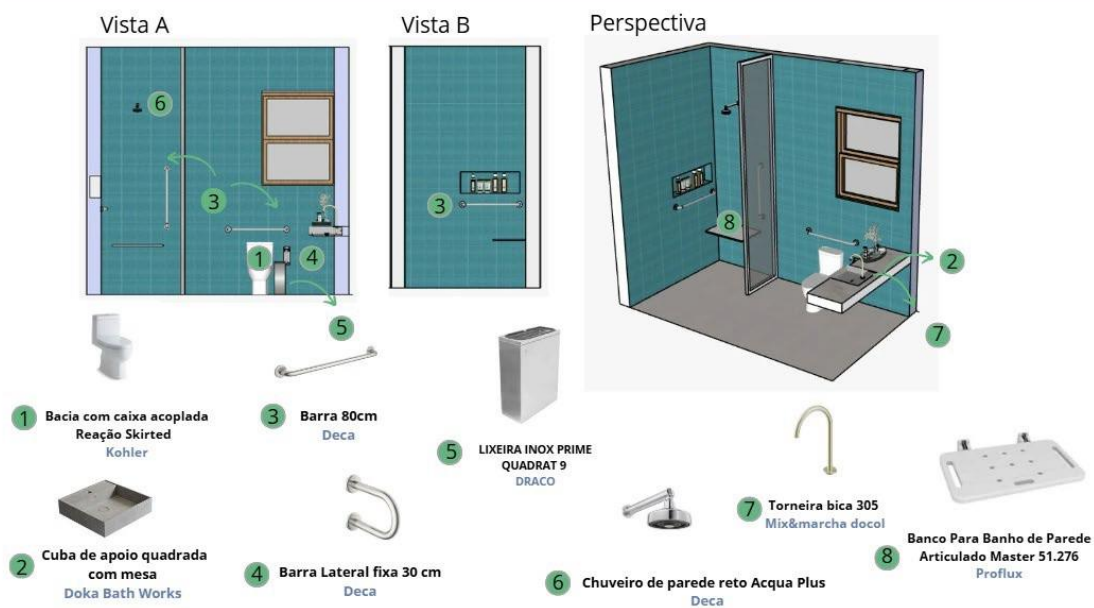 Vista A
Vista B
Perspectiva
6
3
1
4
5
3
8
2
7
1
Bacia com caixa acoplada
Reação Skirted
Kohler
3
Barra 80cm
Deca
5
LIXEIRA INOX PRIME
QUADRAT 9
DRACO
7
Torneira bica 305
Mix&marcha docol
2
Cuba de apoio quadrada
com mesa
Doka Bath Works
4
Barra Lateral fixa 30 cm
Deca
6
Chuveiro de parede reto Acqua Plus
Deca
8
Banco Para Banho de Parede
Articulado Master 51.276
Proflux